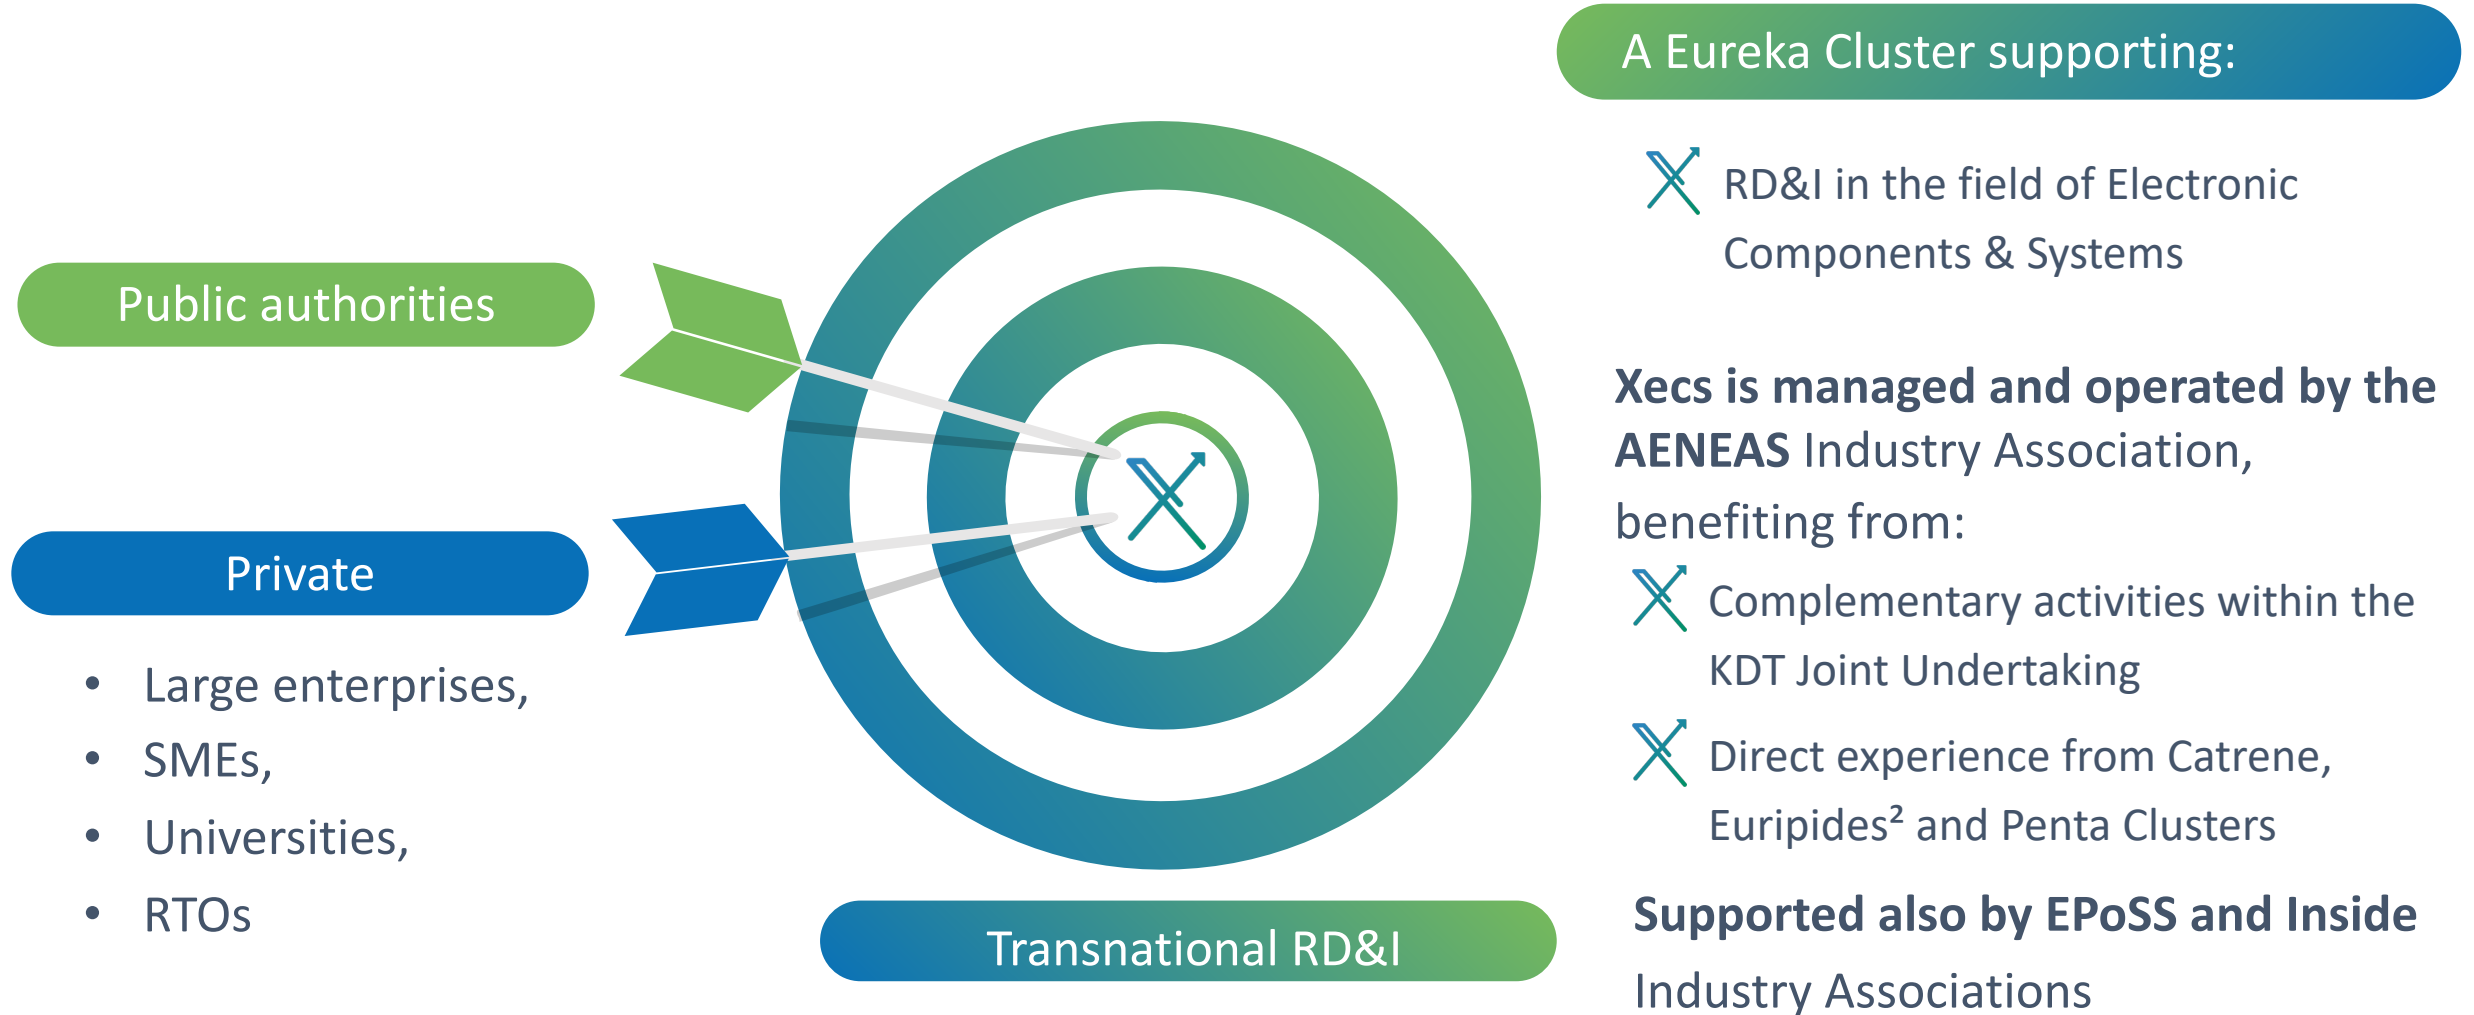 Public authorities
Private
• Large enterprises,
• SMEs,
• Universities,
• RTOs
Transnational RD&I
A Eureka Cluster supporting:
RD&I in the field of Electronic
Components & Systems
Xecs is managed and operated by the
AENEAS Industry Association,
benefiting from:
Complementary activities within the
KDT Joint Undertaking
Direct experience from Catrene,
Euripides² and Penta Clusters
Supported also by EPoSS and Inside
Industry Associations